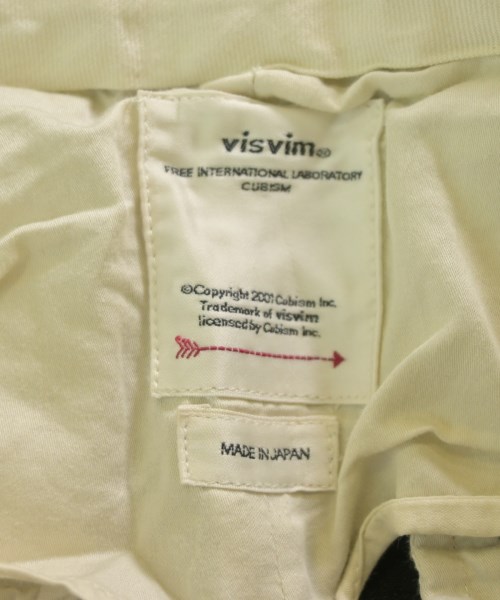 visvim®
FREE INTERNATIONAL LABORATORY
CUBISM
©Copyright 2001 Cubism Inc.
Trademark of visvim
licensed by Cubism Inc.
MADE IN JAPAN